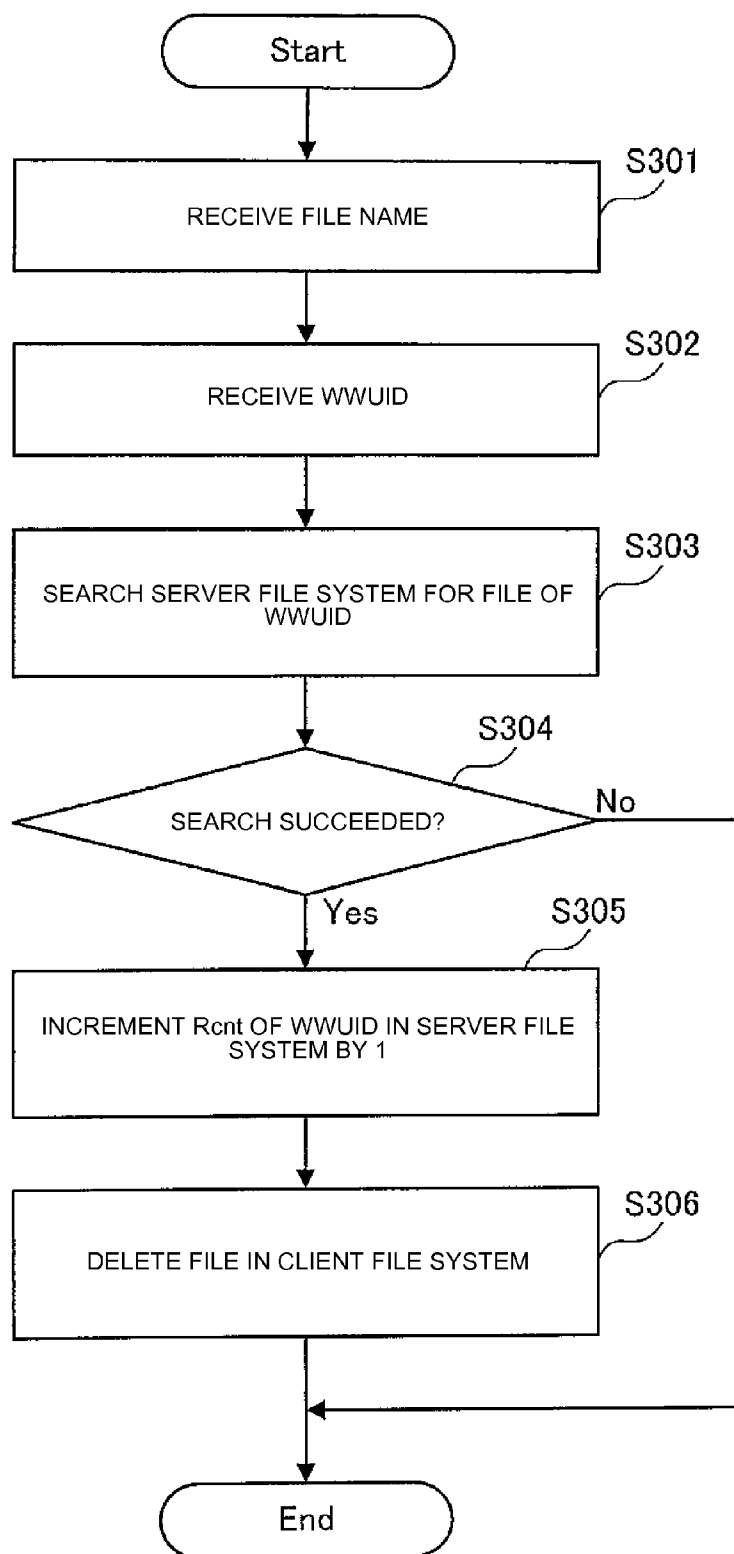 Start
S301
RECEIVE FILE NAME
S302
RECEIVE WWUID
S303
SEARCH SERVER FILE SYSTEM FOR FILE OF
WWUID
S304
SEARCH SUCCEEDED?
No
Yes
S305
INCREMENT Rcnt OF WWUID IN SERVER FILE
SYSTEM BY 1
S306
DELETE FILE IN CLIENT FILE SYSTEM
End